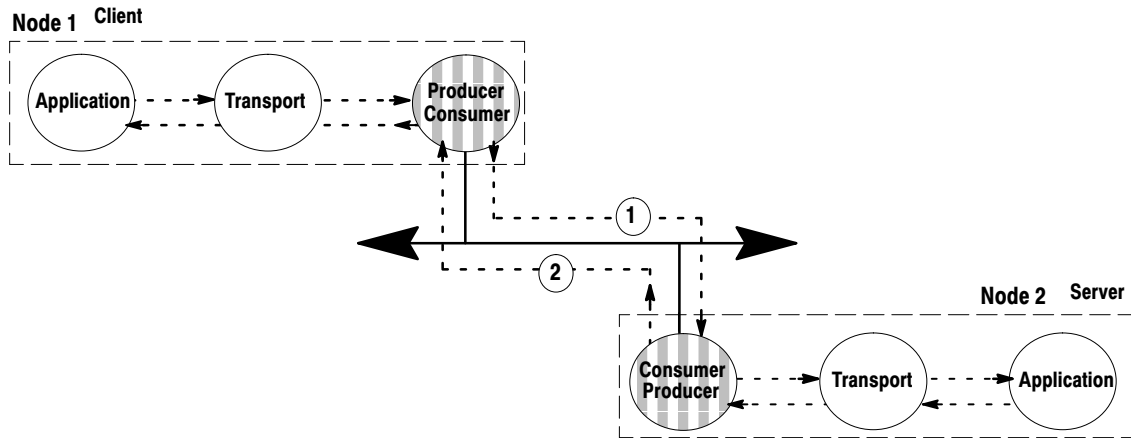 Node 1 Client
Application
Transport
Producer
Consumer
1
2
Node 2 Server
Consumer
Producer
Transport
Application